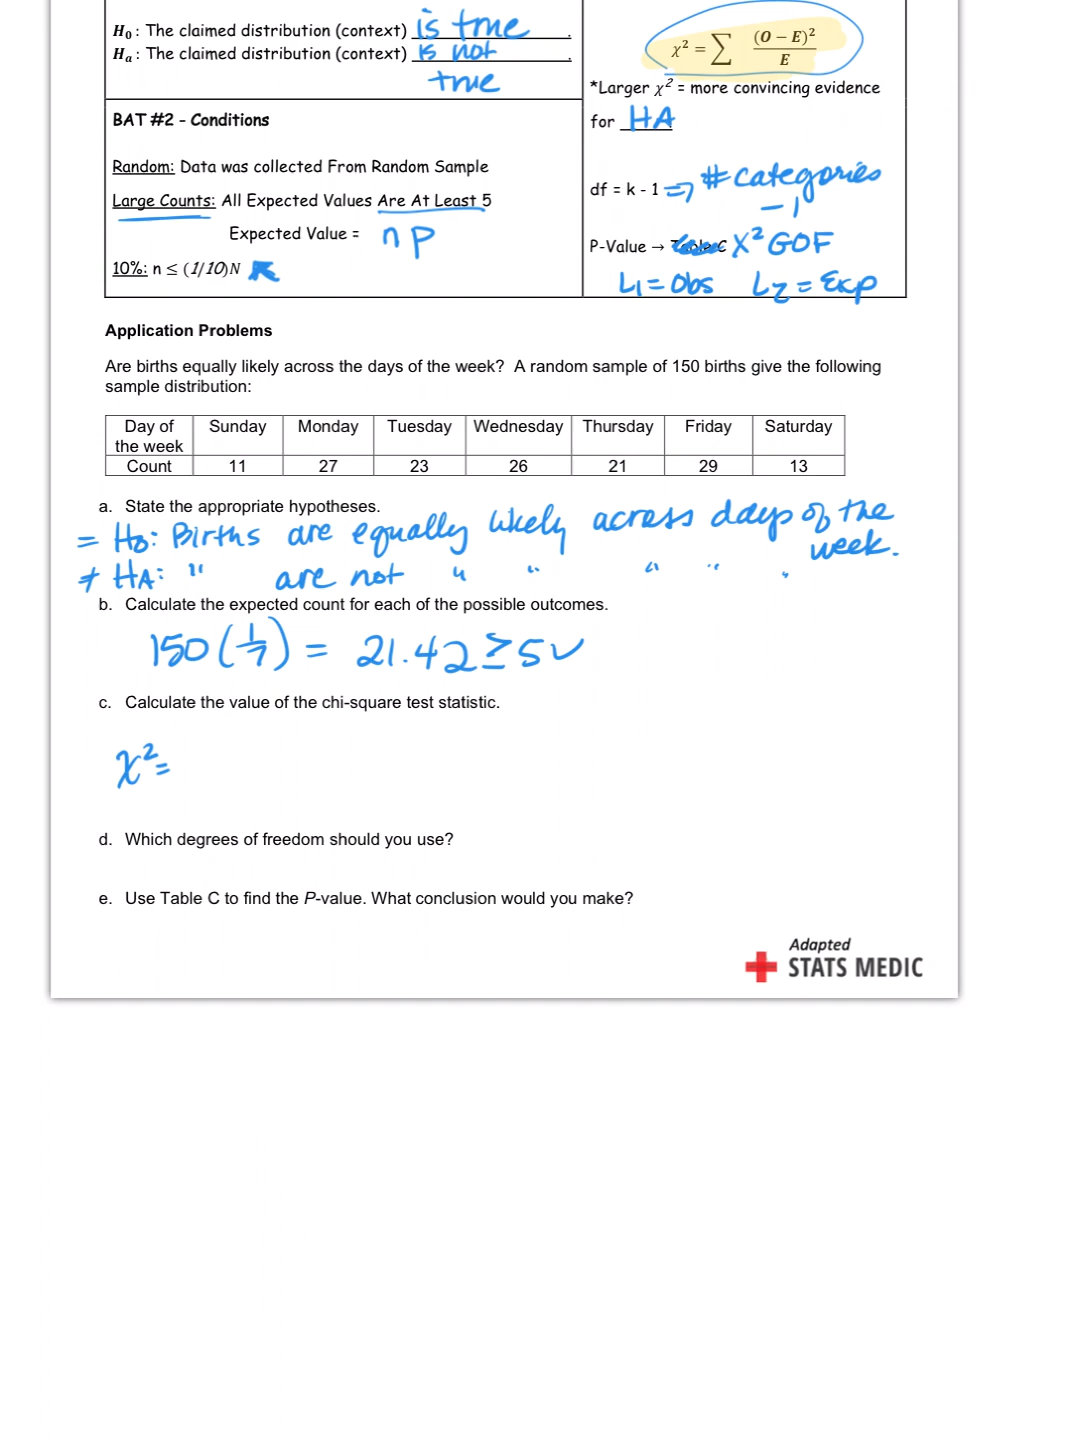 H₀ : The claimed distribution (context) is true.
Hₐ : The claimed distribution (context) is not.
true
χ² = ∑ (O − E)² / E
*Larger χ² = more convincing evidence
for HA
BAT #2 - Conditions
Random: Data was collected From Random Sample
Large Counts: All Expected Values Are At Least 5
Expected Value = np
10%: n ≤ (1/10)N
df = k - 1 ⇒ # categories
-1
P-Value → Table C X² GOF
L1 = Obs L2 = Exp
Application Problems
Are births equally likely across the days of the week? A random sample of 150 births give the following
sample distribution:
Day of the week Sunday Monday Tuesday Wednesday Thursday Friday Saturday
Count 11 27 23 26 21 29 13
a. State the appropriate hypotheses.
= H₀: Births are equally likely across days of the
week.
≠ HA: " are not " " " " "
b. Calculate the expected count for each of the possible outcomes.
150 (1/7) = 21.42 ≥ 5 ✓
c. Calculate the value of the chi-square test statistic.
χ² =
d. Which degrees of freedom should you use?
e. Use Table C to find the P-value. What conclusion would you make?
Adapted
STATS MEDIC